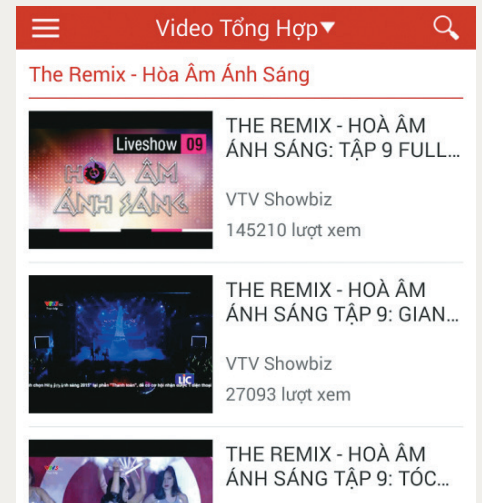 Video Tổng Hợp▼
The Remix - Hòa Âm Ánh Sáng
Liveshow 09
HÒA ÂM
ÁNH SÁNG
THE REMIX - HOÀ ÂM
ÁNH SÁNG: TẬP 9 FULL...
VTV Showbiz
145210 lượt xem
THE REMIX - HOÀ ÂM
ÁNH SÁNG TẬP 9: GIAN...
VTV Showbiz
27093 lượt xem
THE REMIX - HOÀ ÂM
ÁNH SÁNG TẬP 9: TÓC...